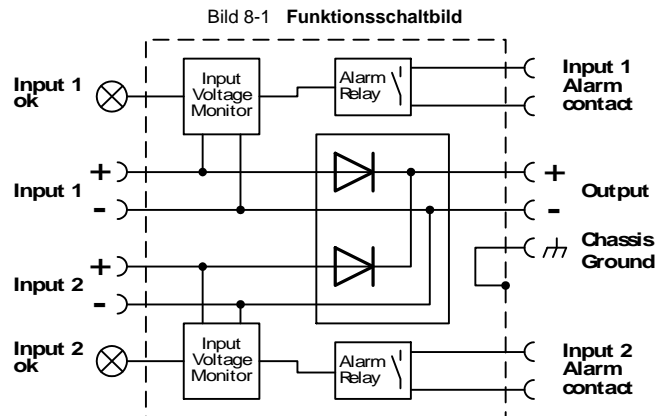 Bild 8-1 Funktionsschaltbild
Input 1
ok
Input
Voltage
Monitor
Alarm
Relay
Input 1
Alarm
contact
+
Input 1
-
+
Output
-
Chassis
Ground
+
Input 2
-
Input 2
ok
Input
Voltage
Monitor
Alarm
Relay
Input 2
Alarm
contact